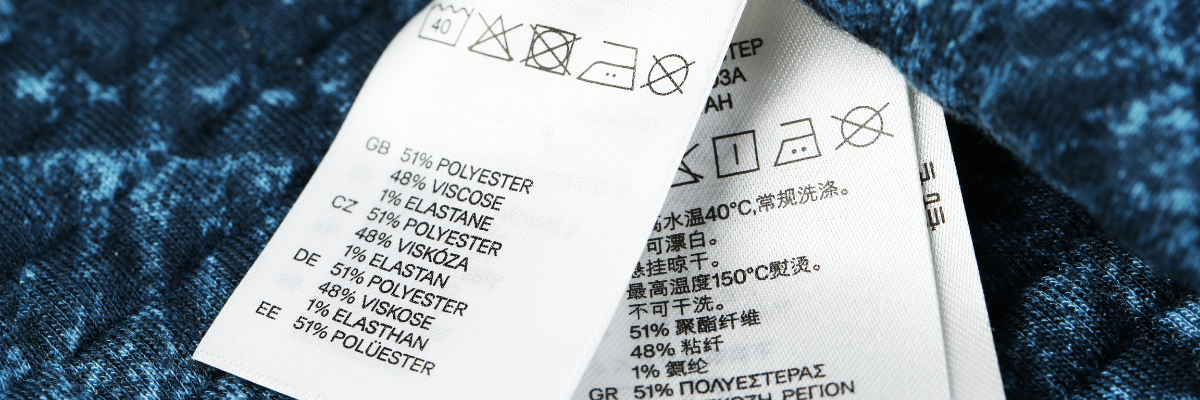 40
GB 51% POLYESTER
48% VISCOSE
1% ELASTANE
CZ 51% POLYESTER
48% VISKÓZA
1% ELASTAN
DE 51% POLYESTER
48% VISKOSE
1% ELASTHAN
EE 51% POLÜESTER
水温40°C,常规洗涤。
可漂白。
悬挂晾干。
最高温度150°C熨烫。
不可干洗。
51% 聚酯纤维
48% 粘纤
1% 氨纶
GR 51% ΠΟΛΥΕΣΤΕΡΑΣ
ΡΕΓΙΟΝ